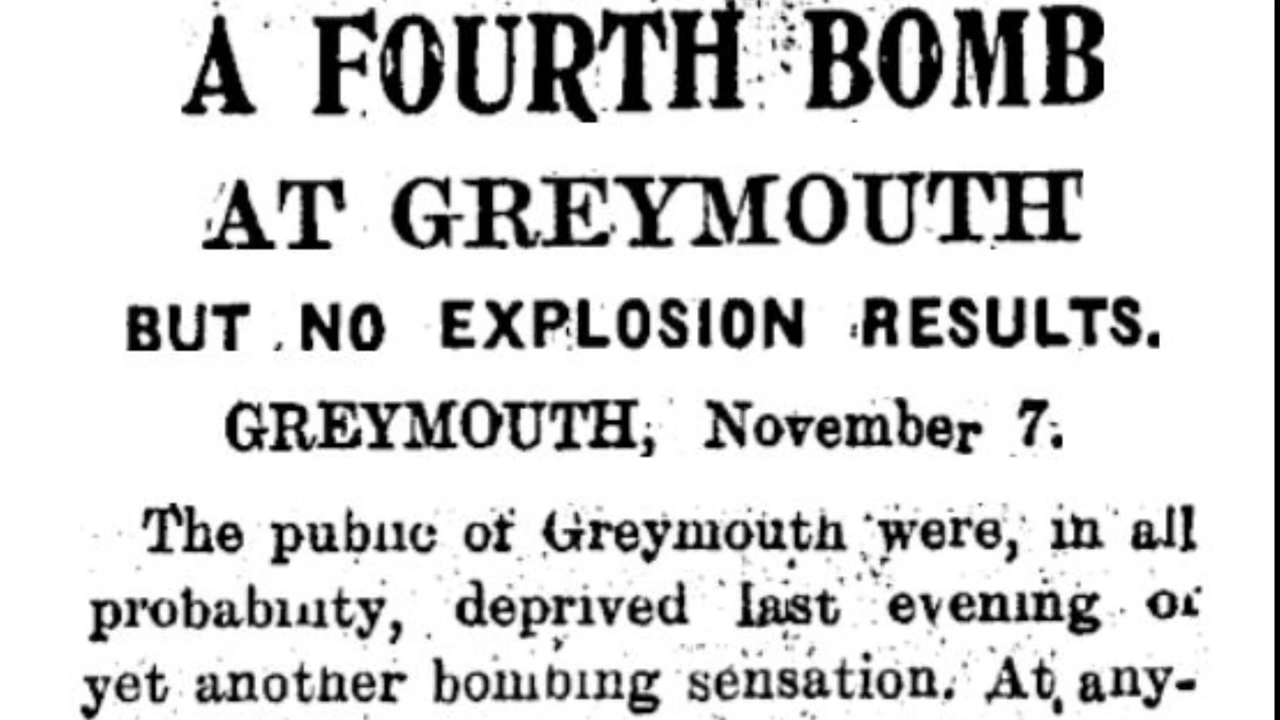 A FOURTH BOMB
AT GREYMOUTH
BUT NO EXPLOSION RESULTS.
GREYMOUTH, November 7.
The public of Greymouth were, in all
probability, deprived last evening of
yet another bombing sensation. At any-